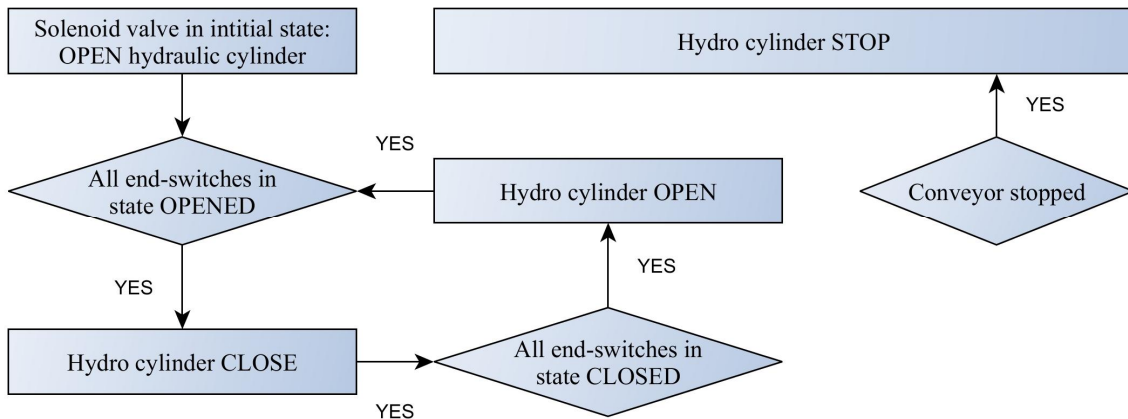 Solenoid valve in intitial state:
OPEN hydraulic cylinder
Hydro cylinder STOP
YES
YES
All end-switches in
state OPENED
Hydro cylinder OPEN
Conveyor stopped
YES
YES
Hydro cylinder CLOSE
All end-switches in
state CLOSED
YES